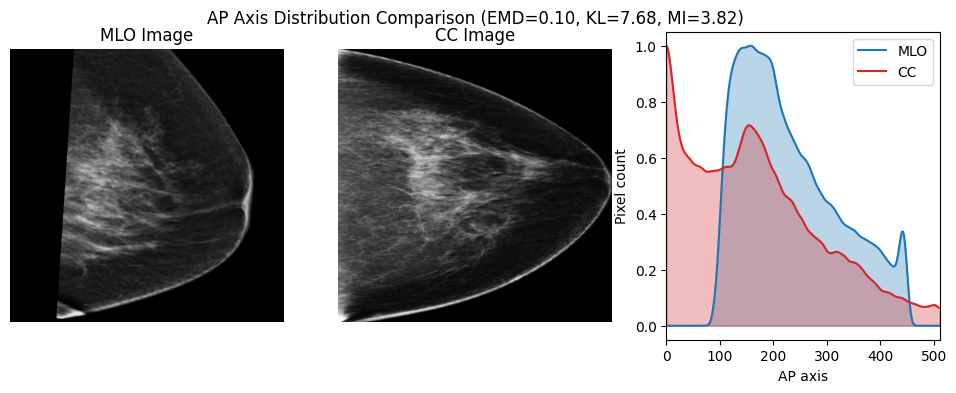 AP Axis Distribution Comparison (EMD=0.10, KL=7.68, MI=3.82)
MLO Image
CC Image
MLO
CC
Pixel count
1.0
0.8
0.6
0.4
0.2
0.0
0 100 200 300 400 500
AP axis